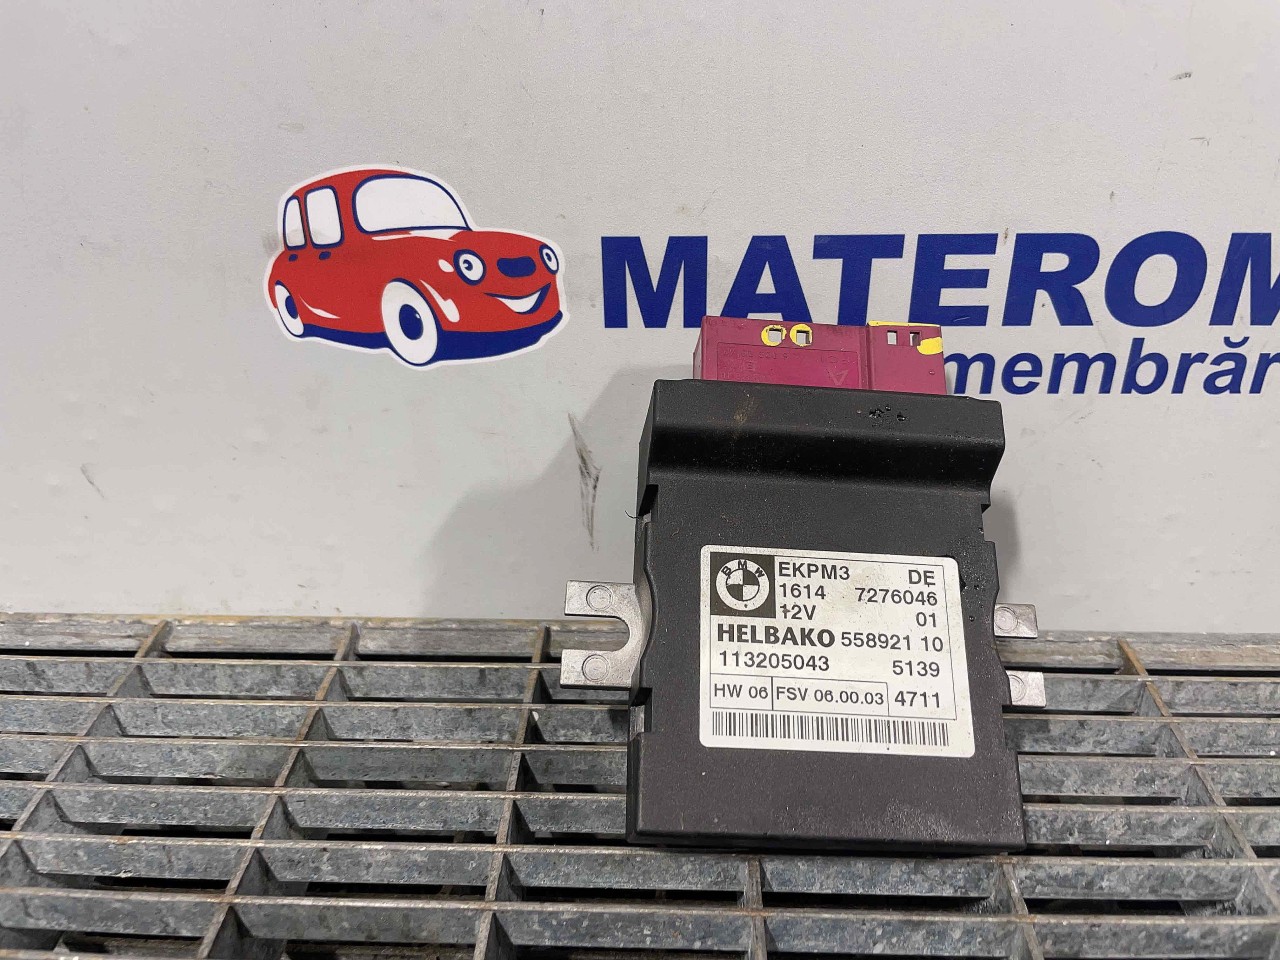 MATEROM
membrăr
BMW
EKPM3 DE
1614 7276046
12V 01
HELBAKO 558921 10
113205043 5139
HW 06 FSV 06.00.03 4711